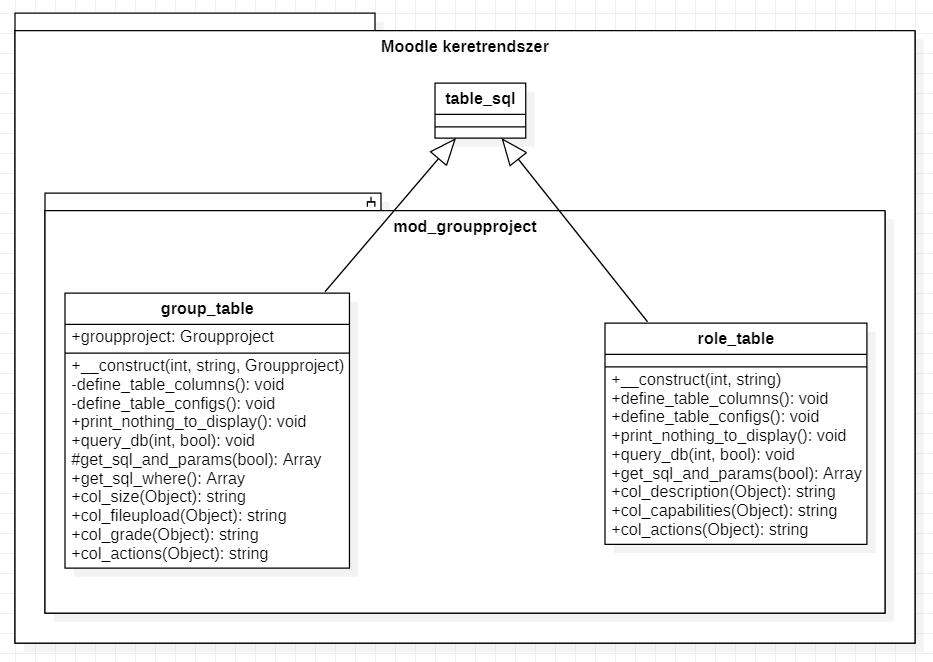 Moodle keretrendszer
table_sql
mod_groupproject
group_table
+groupproject: Groupproject
+__construct(int, string, Groupproject)
-define_table_columns(): void
-define_table_configs(): void
+print_nothing_to_display(): void
+query_db(int, bool): void
#get_sql_and_params(bool): Array
+get_sql_where(): Array
+col_size(Object): string
+col_fileupload(Object): string
+col_grade(Object): string
+col_actions(Object): string
role_table
+__construct(int, string)
+define_table_columns(): void
+define_table_configs(): void
+print_nothing_to_display(): void
+query_db(int, bool): void
+get_sql_and_params(bool): Array
+col_description(Object): string
+col_capabilities(Object): string
+col_actions(Object): string